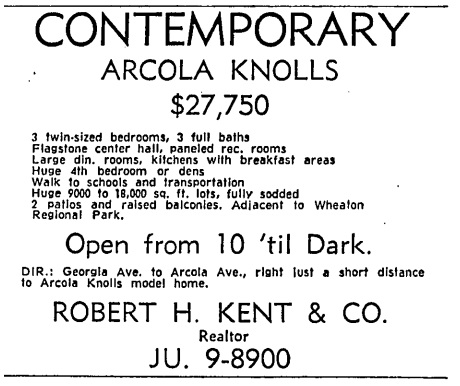 CONTEMPORARY
ARCOLA KNOLLS
$27,750
3 twin-sized bedrooms, 3 full baths
Flagstone center hall, paneled rec. rooms
Large din. rooms, kitchens with breakfast areas
Huge 4th bedroom or dens
Walk to schools and transportation
Huge 9000 to 18,000 sq. ft. lots, fully sodded
2 patios and raised balconies. Adjacent to Wheaton
Regional Park.
Open from 10 'til Dark.
DIR.: Georgia Ave. to Arcola Ave., right just a short distance
to Arcola Knolls model home.
ROBERT H. KENT & CO.
Realtor
JU. 9-8900